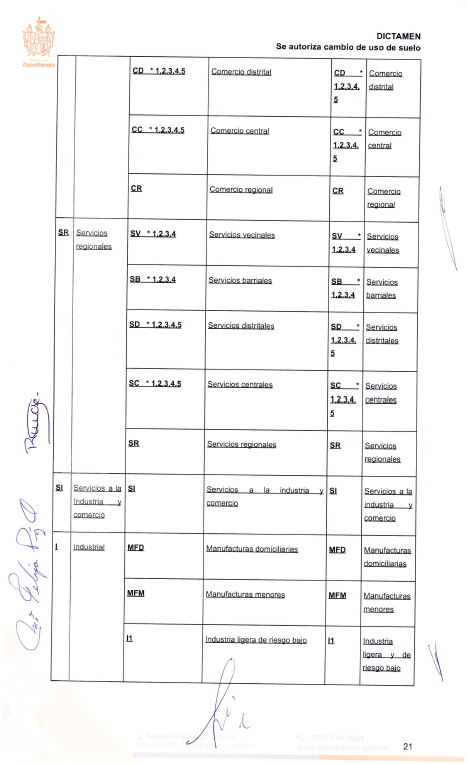 Zapotlanejo
DICTAMEN
Se autoriza cambio de uso de suelo
CD * 1,2,3,4,5 Comercio distrital CD * 1,2,3,4, 5 Comercio distrital
CC * 1,2,3,4,5 Comercio central CC * 1,2,3,4, 5 Comercio central
CR Comercio regional CR Comercio regional
SR Servicios regionales SV * 1,2,3,4 Servicios vecinales SV * 1,2,3,4 Servicios vecinales
SB * 1,2,3,4 Servicios barriales SB * 1,2,3,4 Servicios barriales
SD * 1,2,3,4,5 Servicios distritales SD * 1,2,3,4, 5 Servicios distritales
SC * 1,2,3,4,5 Servicios centrales SC * 1,2,3,4, 5 Servicios centrales
SR Servicios regionales SR Servicios regionales
SI Servicios a la Industria y comercio SI Servicios a la industria y comercio SI Servicios a la industria y comercio
I Industrial MFD Manufacturas domiciliarias MFD Manufacturas domiciliarias
MFM Manufacturas menores MFM Manufacturas menores
I1 Industria ligera de riesgo bajo I1 Industria ligera y de riesgo bajo
21